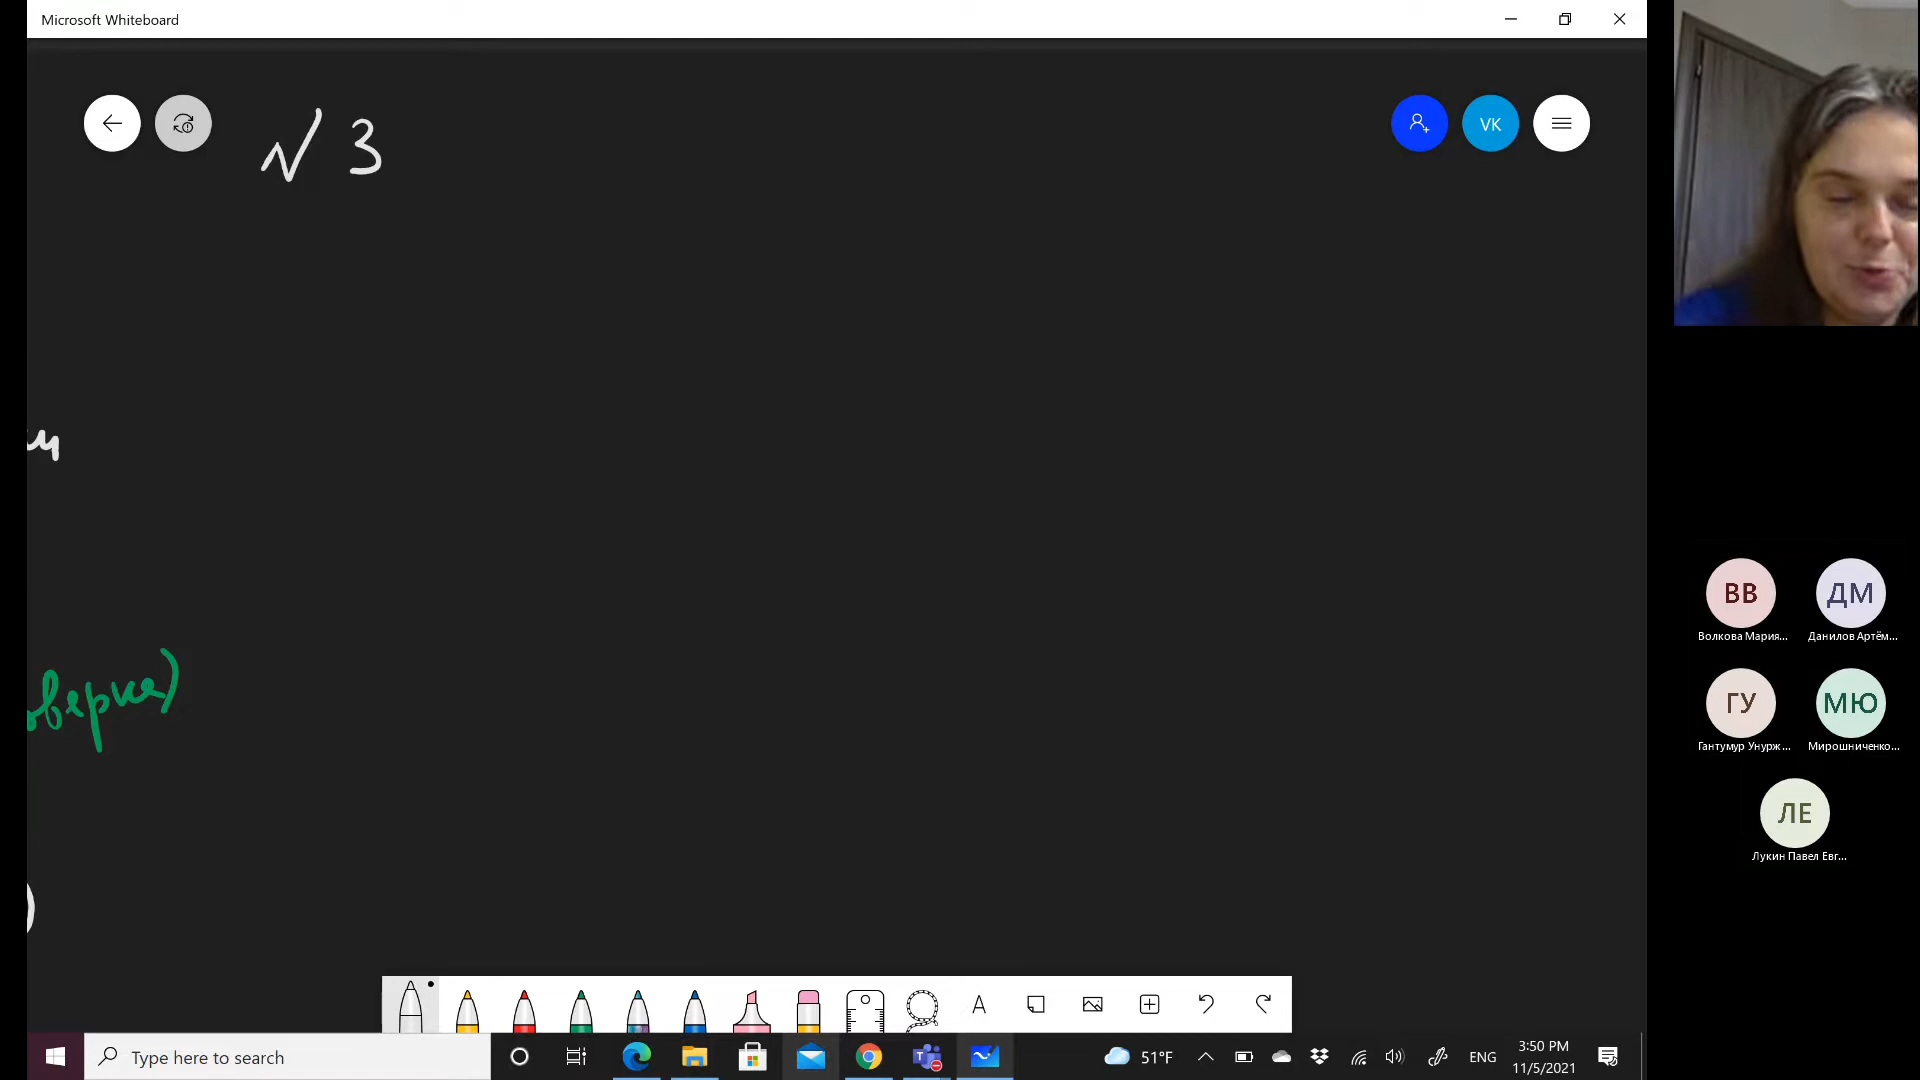 Microsoft Whiteboard
№ 3
VK
оверка)
)
ВВ
ДМ
Волкова Мария...
Данилов Артём...
ГУ
МЮ
Гантумур Унурж...
Мирошниченко...
ЛЕ
Лукин Павел Евг...
A
Type here to search
51°F
ENG
3:50 PM
11/5/2021